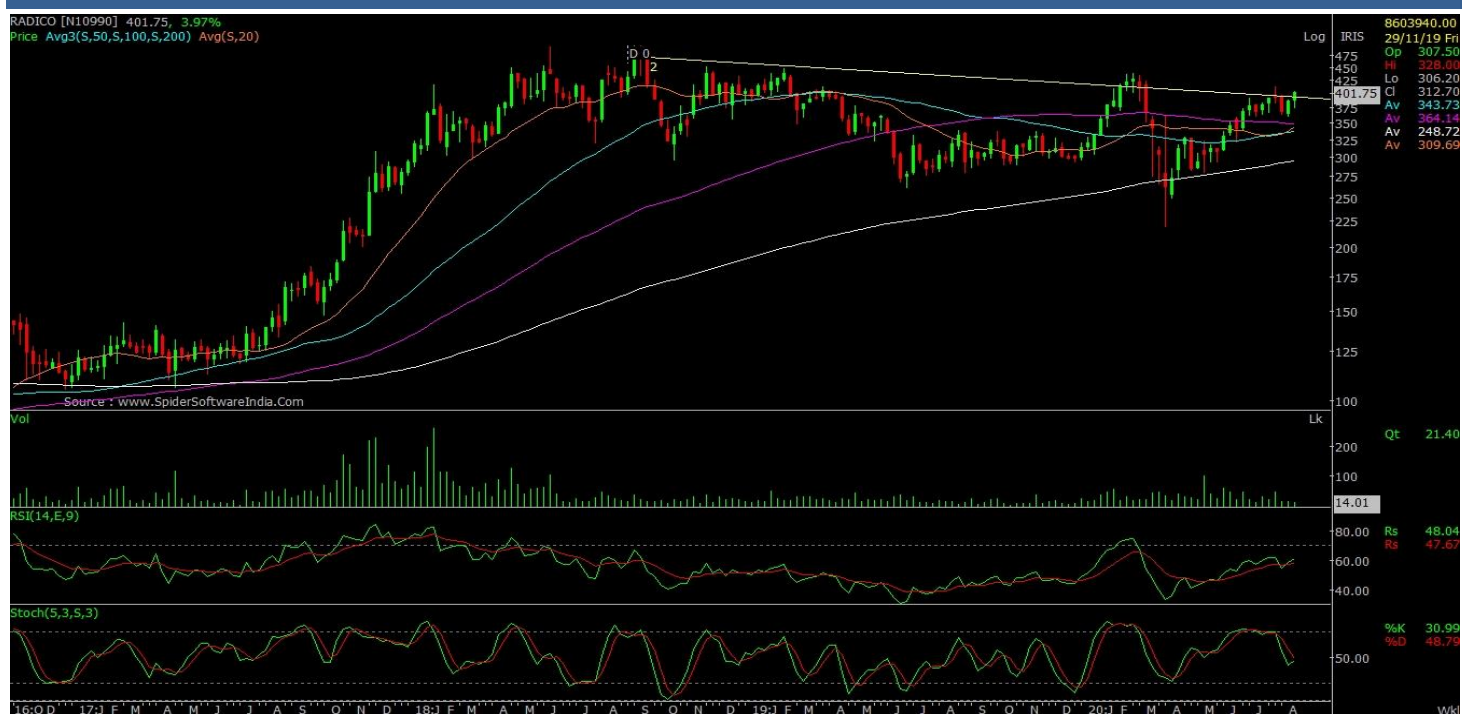 RADICO [N10990] 401.75, 3.97%
Price Avg3(S,50,S,100,S,200) Avg(S,20)
Log
IRIS
8603940.00
29/11/19 Fri
Op 307.50
Hi 328.00
Lo 306.20
Cl 312.70
Av 343.73
Av 364.14
Av 248.72
Av 309.69
D 0
2
475
450
425
401.75
375
350
325
300
275
250
225
200
175
150
125
100
Source : www.SpiderSoftwareIndia.Com
Vol
Lk
Qt 21.40
200
100
14.01
RSI(14,E,9)
80.00
60.00
40.00
Rs 48.04
Rs 47.67
Stoch(5,3,S,3)
%K 30.99
%D 48.79
50.00
16:O D 17:J F M A M J J A S O N D 18:J F M A M J J A S O N D 19:J F M A M J J A S O N D 20:J F M A M J J A
Wkl